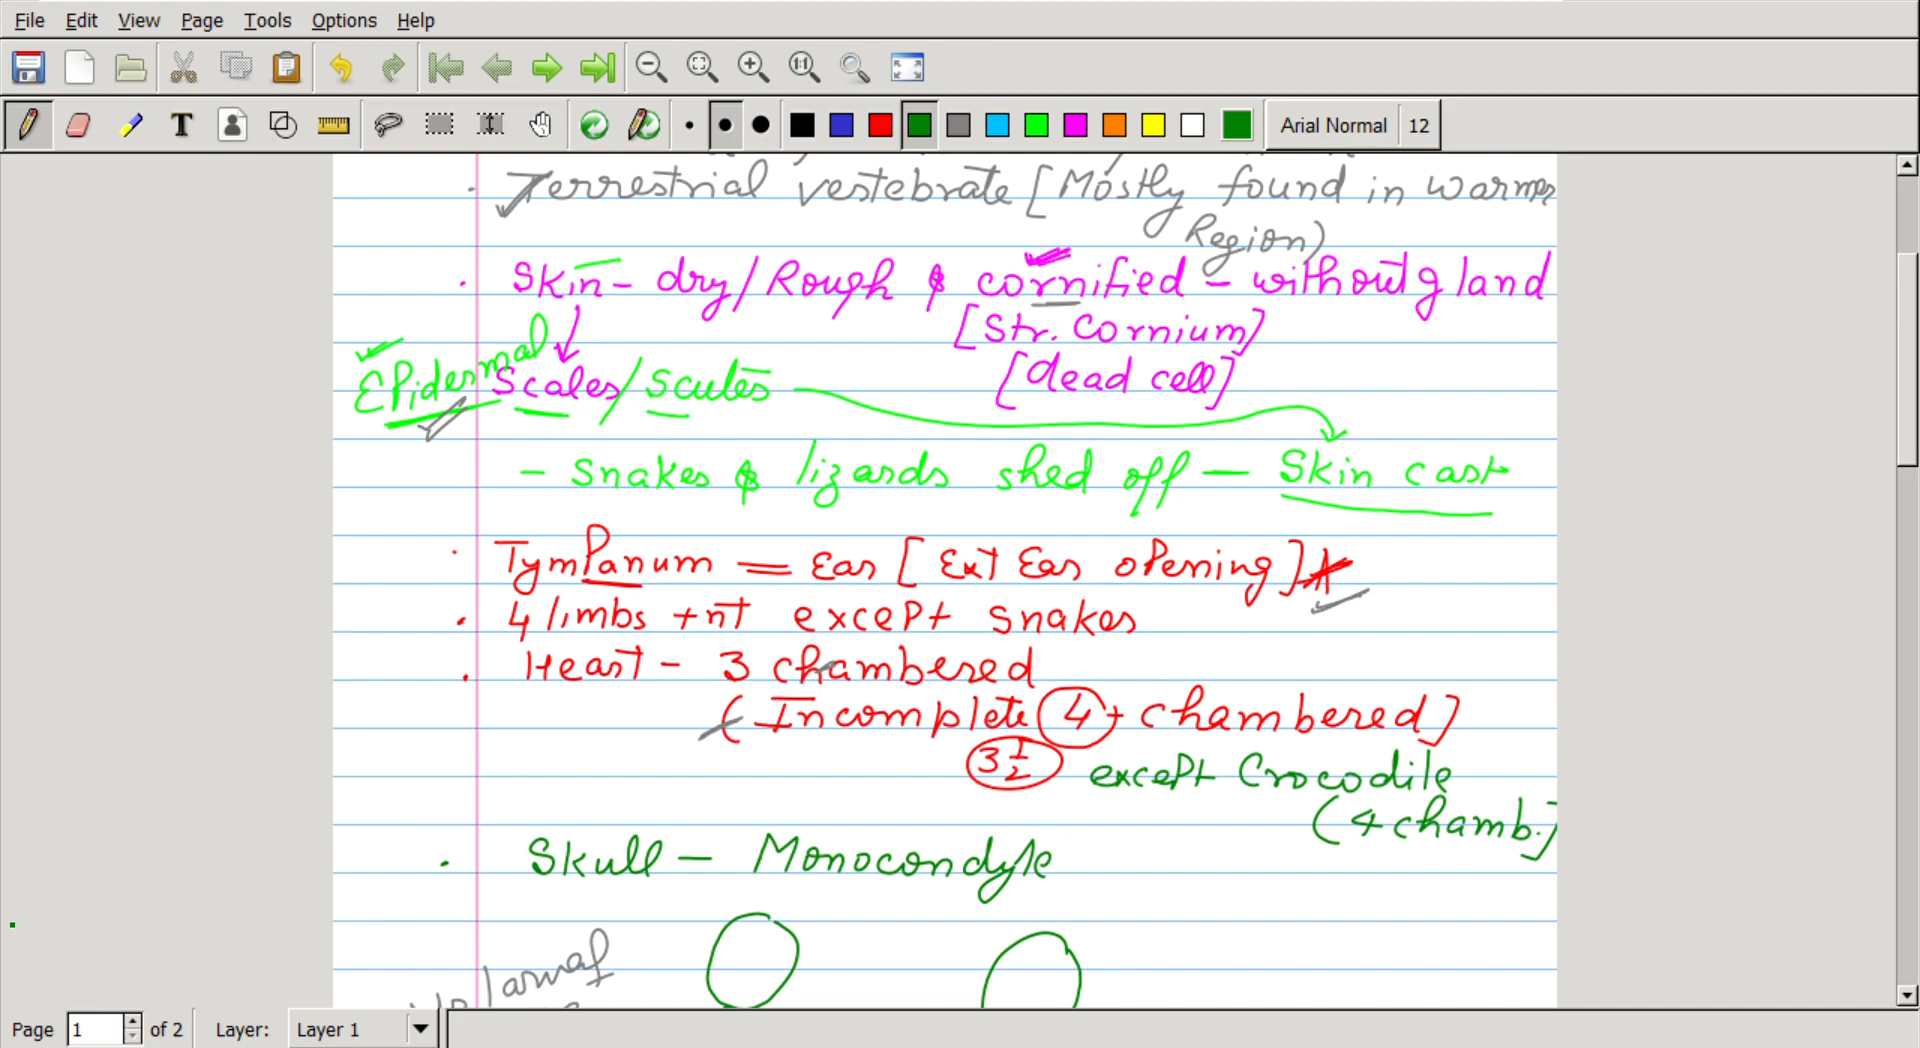 File Edit View Page Tools Options Help
Arial Normal 12
· Terrestrial vertebrate [Mostly found in warmer
Region)
· Skin - dry/Rough & cornified - without gland
[Str. Cornium]
[dead cell]
Epidermal Scales/Scutes
- Snakes & lizards shed off - Skin cast
· Tympanum = Ear [Ext Ear opening]*
· 4 limbs +nt except snakes
· Heart - 3 chambered
(Incomplete 4 + chambered]
3 1/2 except Crocodile
(4 chamb.]
· Skull - Monocondyle
Page 1 of 2 Layer: Layer 1